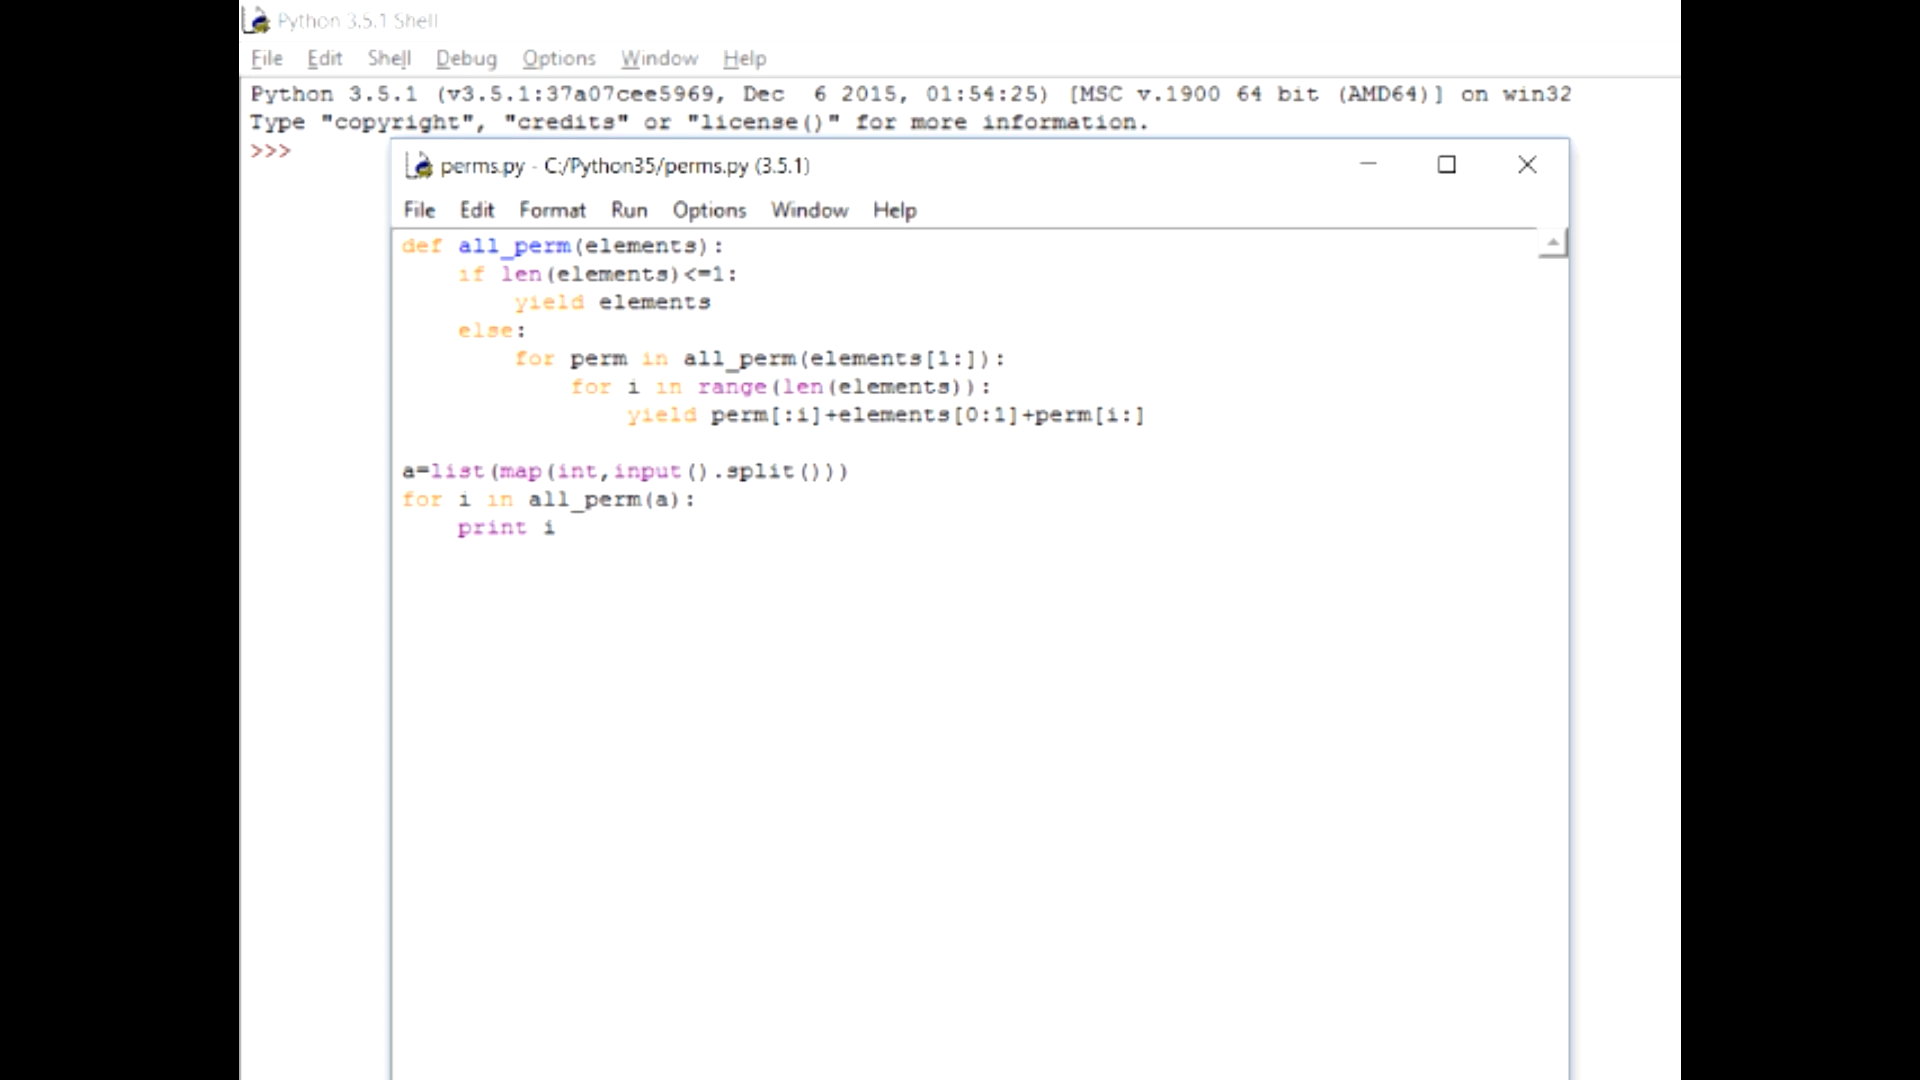 Python 3.5.1 Shell
File Edit Shell Debug Options Window Help
Python 3.5.1 (v3.5.1:37a07cee5969, Dec  6 2015, 01:54:25) [MSC v.1900 64 bit (AMD64)] on win32
Type "copyright", "credits" or "license()" for more information.
>>>
perms.py - C:/Python35/perms.py (3.5.1)
File Edit Format Run Options Window Help
def all_perm(elements):
    if len(elements)<=1:
        yield elements
    else:
        for perm in all_perm(elements[1:]):
            for i in range(len(elements)):
                yield perm[:i]+elements[0:1]+perm[i:]
a=list(map(int,input().split()))
for i in all_perm(a):
    print i